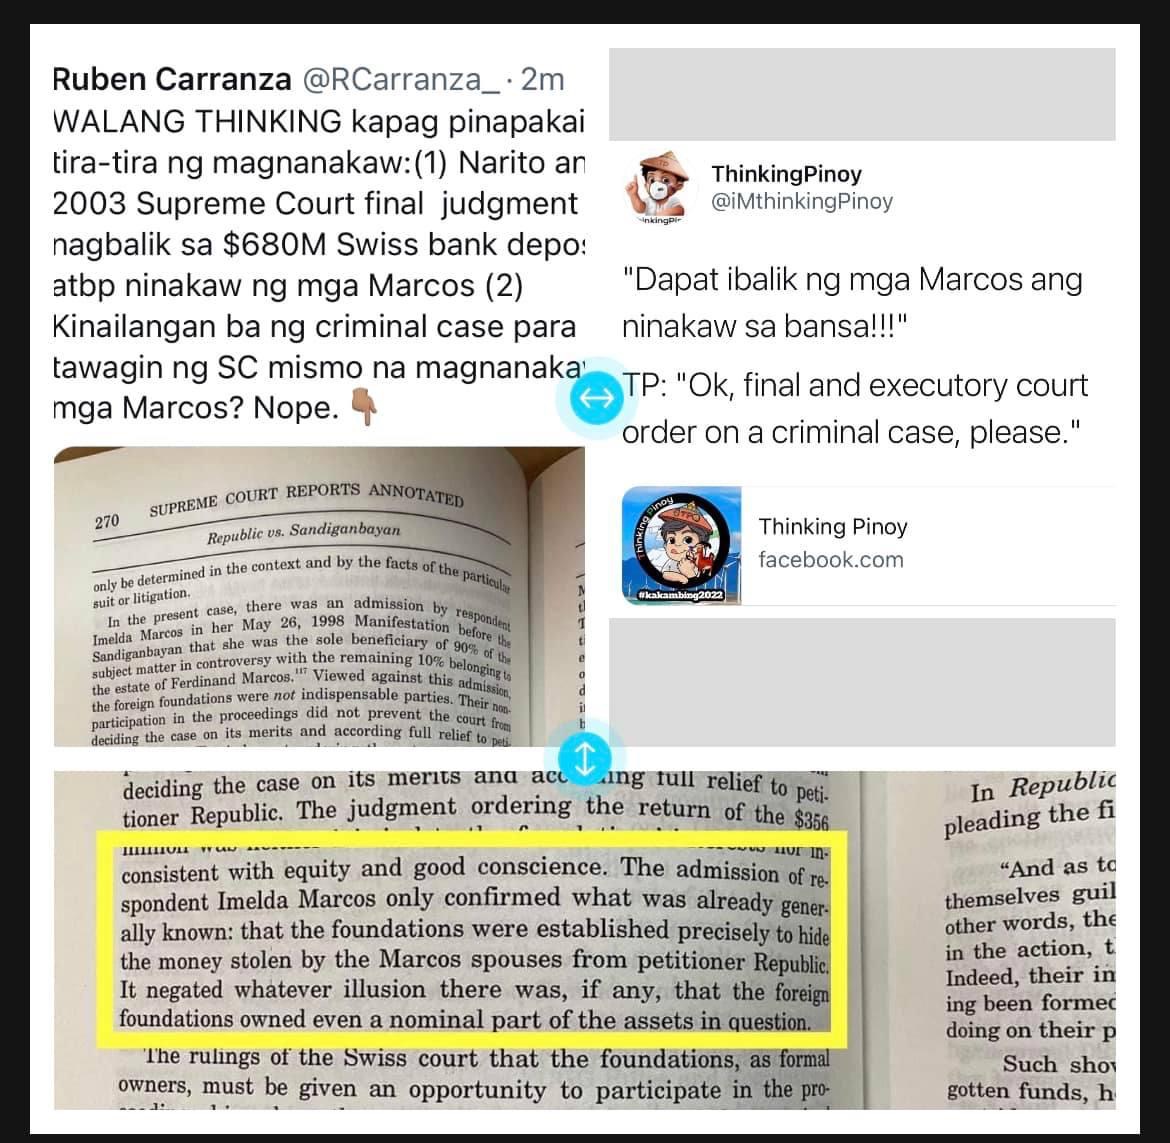 Ruben Carranza @RCarranza_ · 2m
WALANG THINKING kapag pinapakai
tira-tira ng magnanakaw:(1) Narito an
2003 Supreme Court final judgment
nagbalik sa $680M Swiss bank depos
atbp ninakaw ng mga Marcos (2)
Kinailangan ba ng criminal case para
tawagin ng SC mismo na magnanaka
mga Marcos? Nope. 👇🏽
270 SUPREME COURT REPORTS ANNOTATED
Republic vs. Sandiganbayan
only be determined in the context and by the facts of the particular
suit or litigation.
In the present case, there was an admission by respondent
Imelda Marcos in her May 26, 1998 Manifestation before the
Sandiganbayan that she was the sole beneficiary of 90% of the
subject matter in controversy with the remaining 10% belonging to
the estate of Ferdinand Marcos.117 Viewed against this admission,
the foreign foundations were not indispensable parties. Their non-
participation in the proceedings did not prevent the court from
deciding the case on its merits and according full relief to peti-
ThinkingPinoy
@iMthinkingPinoy
"Dapat ibalik ng mga Marcos ang
ninakaw sa bansa!!!"
TP: "Ok, final and executory court
order on a criminal case, please."
Thinking Pinoy
#kakambing2022
Thinking Pinoy
facebook.com
deciding the case on its merits and acc ing full relief to peti-
tioner Republic. The judgment ordering the return of the $356
million was nor in-
consistent with equity and good conscience. The admission of re-
spondent Imelda Marcos only confirmed what was already gener-
ally known: that the foundations were established precisely to hide
the money stolen by the Marcos spouses from petitioner Republic.
It negated whatever illusion there was, if any, that the foreign
foundations owned even a nominal part of the assets in question.
The rulings of the Swiss court that the foundations, as formal
owners, must be given an opportunity to participate in the pro-
In Republic
pleading the fi
"And as to
themselves guil
other words, the
in the action, t
Indeed, their in
ing been formed
doing on their p
Such show
gotten funds, h